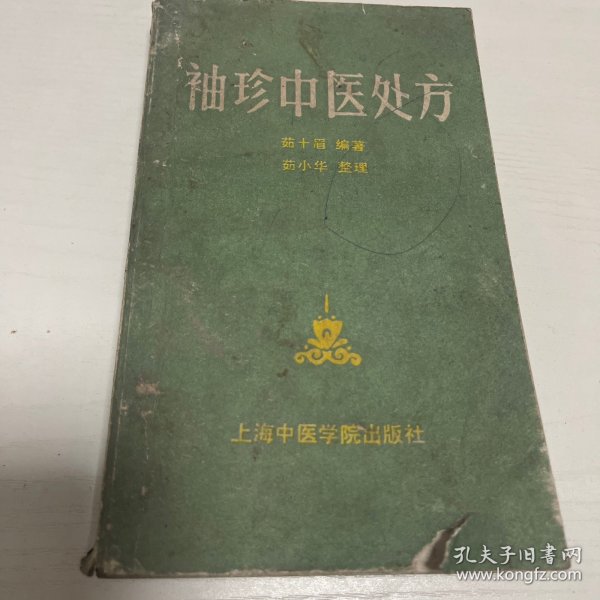 袖珍中医处方
茹十眉 编著
茹小华 整理
上海中医学院出版社
孔夫子旧书网
www.kongfz.com